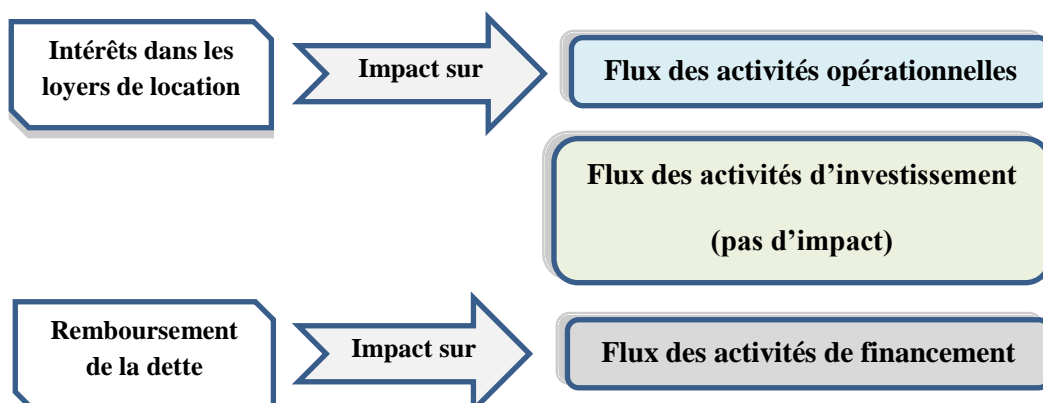 Intérêts dans les
loyers de location
Impact sur
Flux des activités opérationnelles
Flux des activités d’investissement
(pas d’impact)
Remboursement
de la dette
Impact sur
Flux des activités de financement